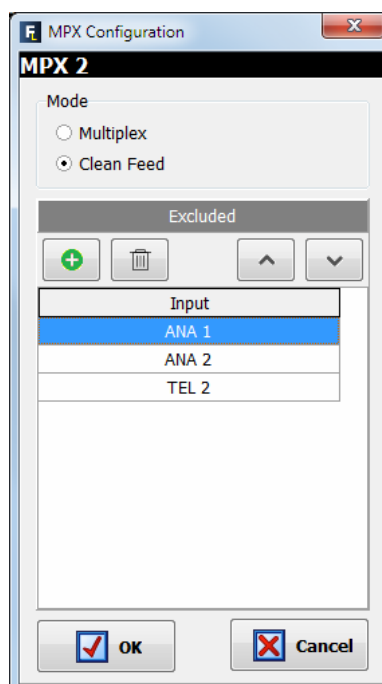 MPX Configuration
MPX 2
Mode
Multiplex
Clean Feed
Excluded
Input
ANA 1
ANA 2
TEL 2
OK
Cancel